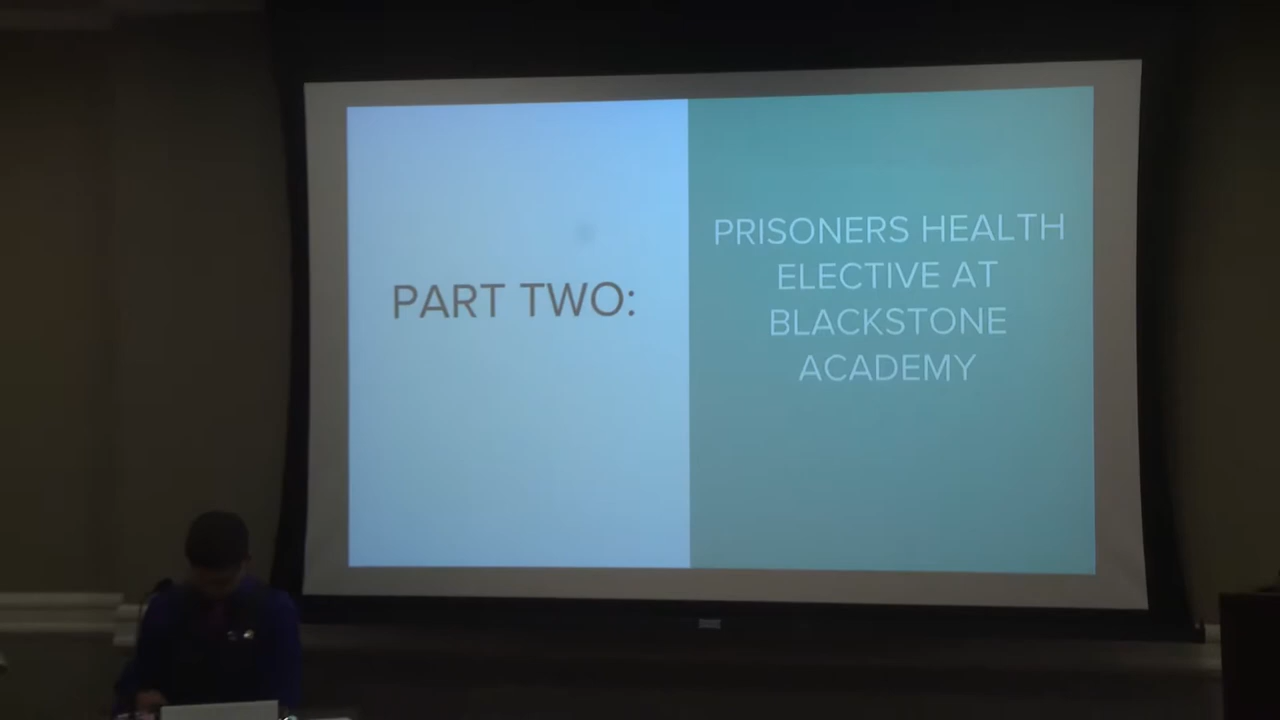 PART TWO:
PRISONERS HEALTH
ELECTIVE AT
BLACKSTONE
ACADEMY